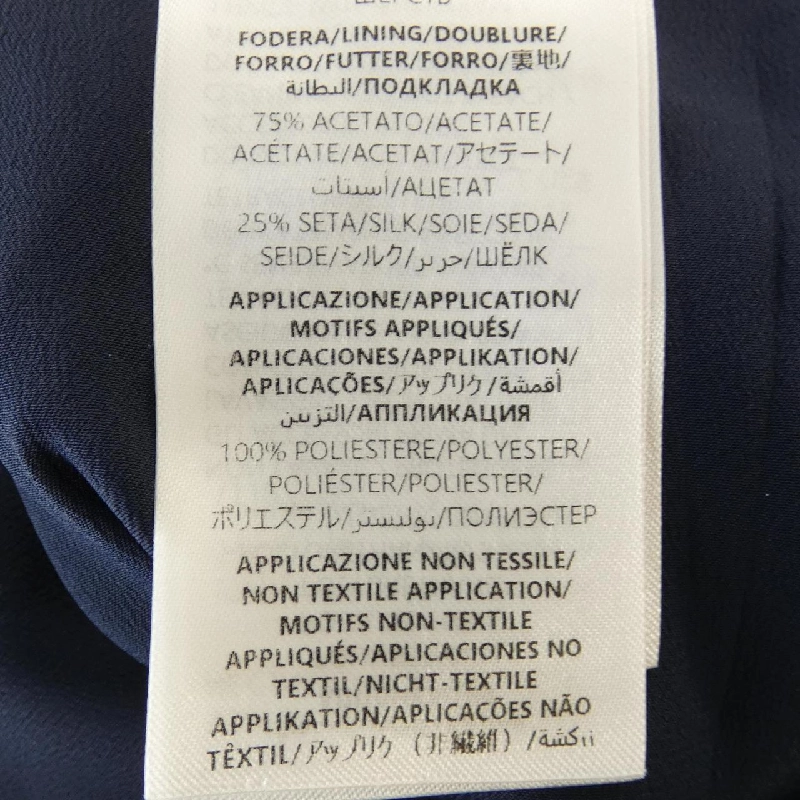 ШЕРСТЬ
FODERA/LINING/DOUBLURE/
FORRO/FUTTER/FORRO/裏地/
البطانة/ПОДКЛАДКА
75% ACETATO/ACETATE/
ACÉTATE/ACETAT/アセテート/
أسيتات/АЦЕТАТ
25% SETA/SILK/SOIE/SEDA/
SEIDE/シルク/حرير/ШЁЛК
APPLICAZIONE/APPLICATION/
MOTIFS APPLIQUÉS/
APLICACIONES/APPLIKATION/
APLICAÇÕES/アップリケ/أقمشة
التزيين/АППЛИКАЦИЯ
100% POLIESTERE/POLYESTER/
POLIÉSTER/POLIESTER/
ポリエステル/بوليستر/ПОЛИЭСТЕР
APPLICAZIONE NON TESSILE/
NON TEXTILE APPLICATION/
MOTIFS NON-TEXTILE
APPLIQUÉS/APLICACIONES NO
TEXTIL/NICHT-TEXTILE
APPLIKATION/APLICAÇÕES NÃO
TÊXTIL/アップリケ (非繊維)/زركشة